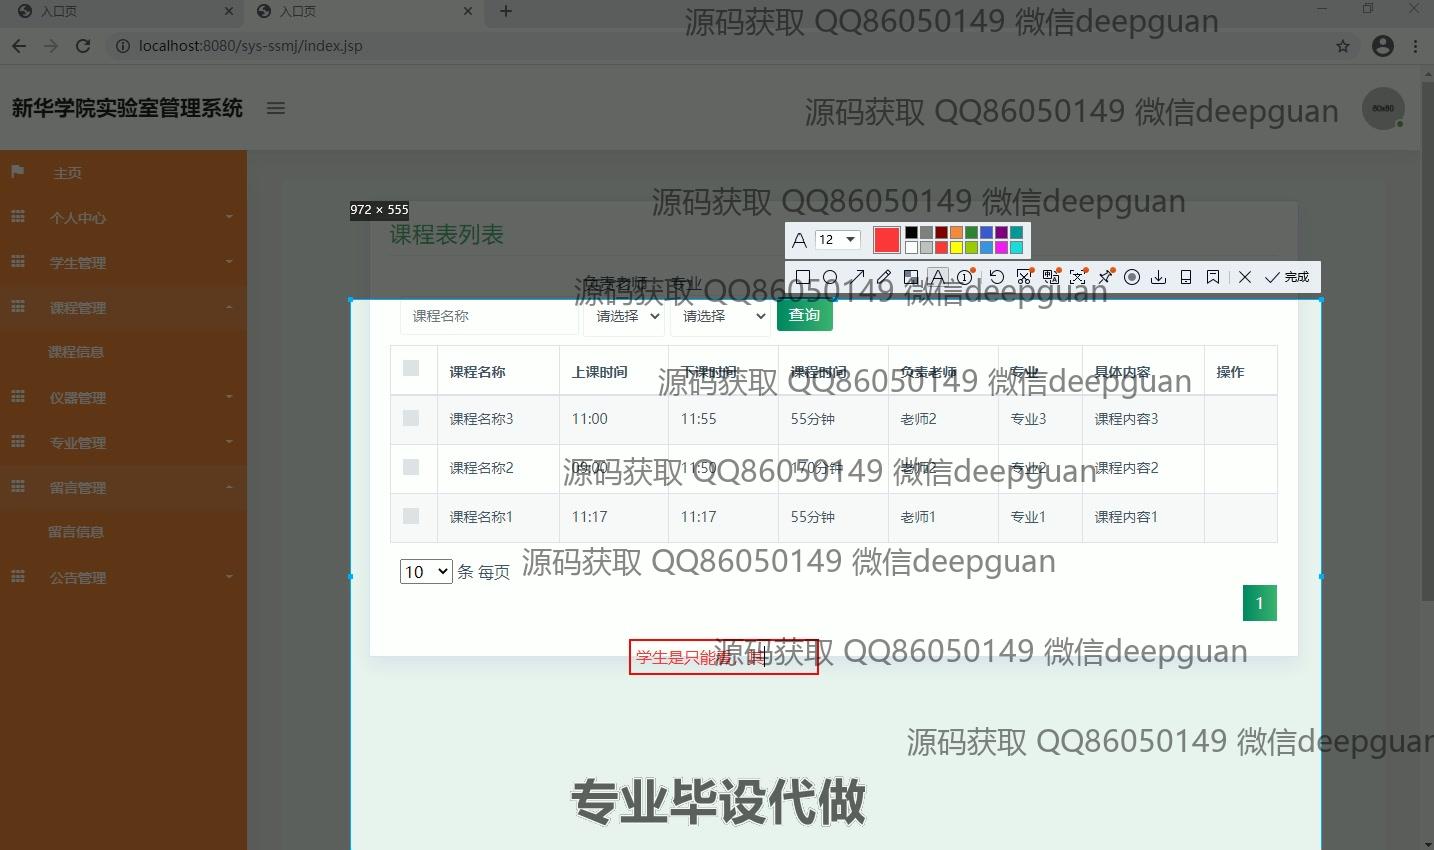 入口页
入口页
源码获取 QQ86050149 微信deepguan
localhost:8080/sys-ssmj/index.jsp
新华学院实验室管理系统
源码获取 QQ86050149 微信deepguan
60x60
主页
个人中心
学生管理
课程管理
课程信息
仪器管理
专业管理
留言管理
留言信息
公告管理
源码获取 QQ86050149 微信deepguan
972 × 555
课程表列表
A 12
完成
负责老师 专业
源码获取 QQ86050149 微信deepguan
课程名称 请选择 请选择 查询
课程名称 上课时间 下课时间 课程时间 负责老师 专业 具体内容 操作
源码获取 QQ86050149 微信deepguan
课程名称3 11:00 11:55 55分钟 老师2 专业3 课程内容3
课程名称2 09:00 11:50 170分钟 老师2 专业2 课程内容2
源码获取 QQ86050149 微信deepguan
课程名称1 11:17 11:17 55分钟 老师1 专业1 课程内容1
10 条 每页
源码获取 QQ86050149 微信deepguan
1
学生是只能
源码获取 QQ86050149 微信deepguan
源码获取 QQ86050149 微信deepguan
专业毕设代做